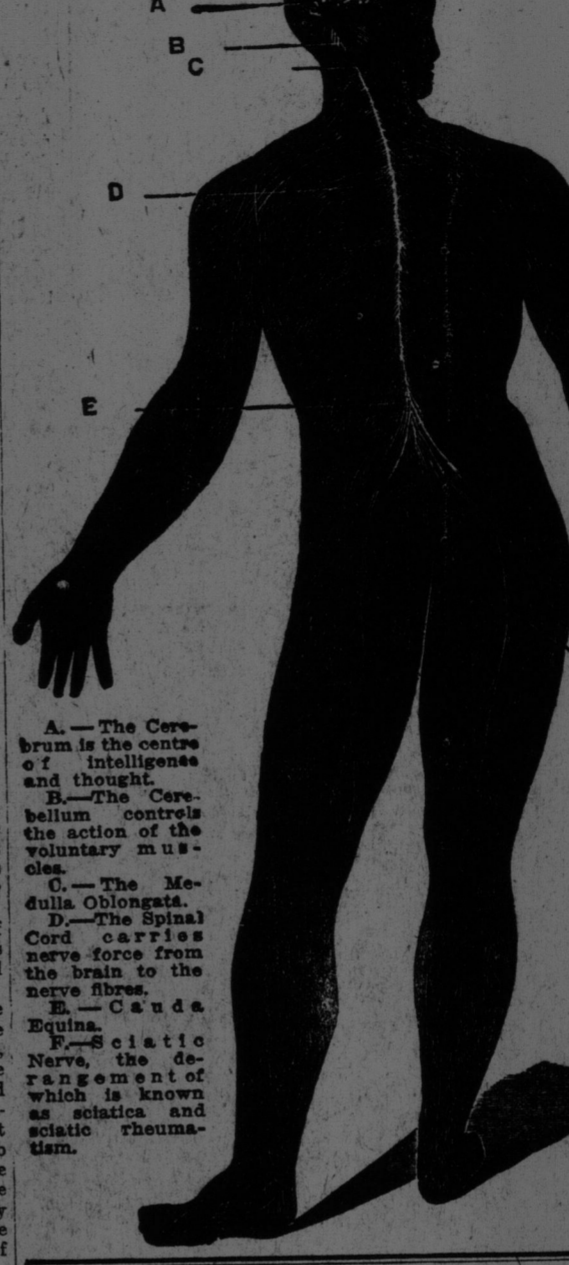 A
B
C
D
E
A.—The Cere-
brum is the centre
of intelligence
and thought.
B.—The Cere-
bellum controls
the action of the
voluntary mus-
cles.
C.—The Me-
dulla Oblongata.
D.—The Spinal
Cord carries
nerve force from
the brain to the
nerve fibres.
E.—Cauda
Equina.
F.—Sciatic
Nerve, the de-
rangement of
which is known
as sciatica and
sciatic rheuma-
tism.